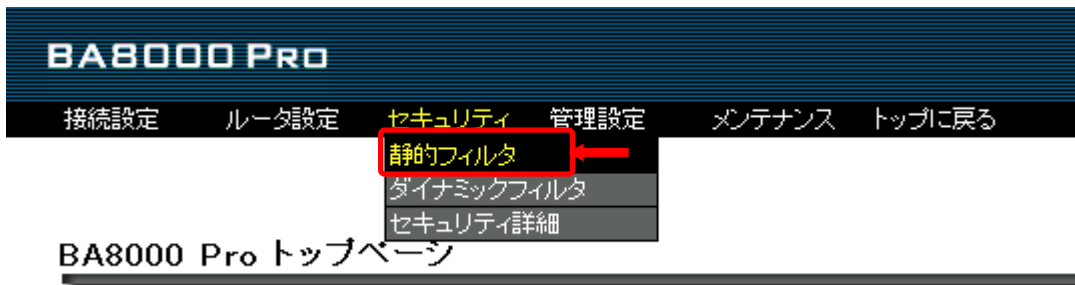 BA8000 PRO
接続設定 ルータ設定 セキュリティ 管理設定 メンテナンス トップに戻る
静的フィルタ
ダイナミックフィルタ
セキュリティ詳細
BA8000 Pro トップページ